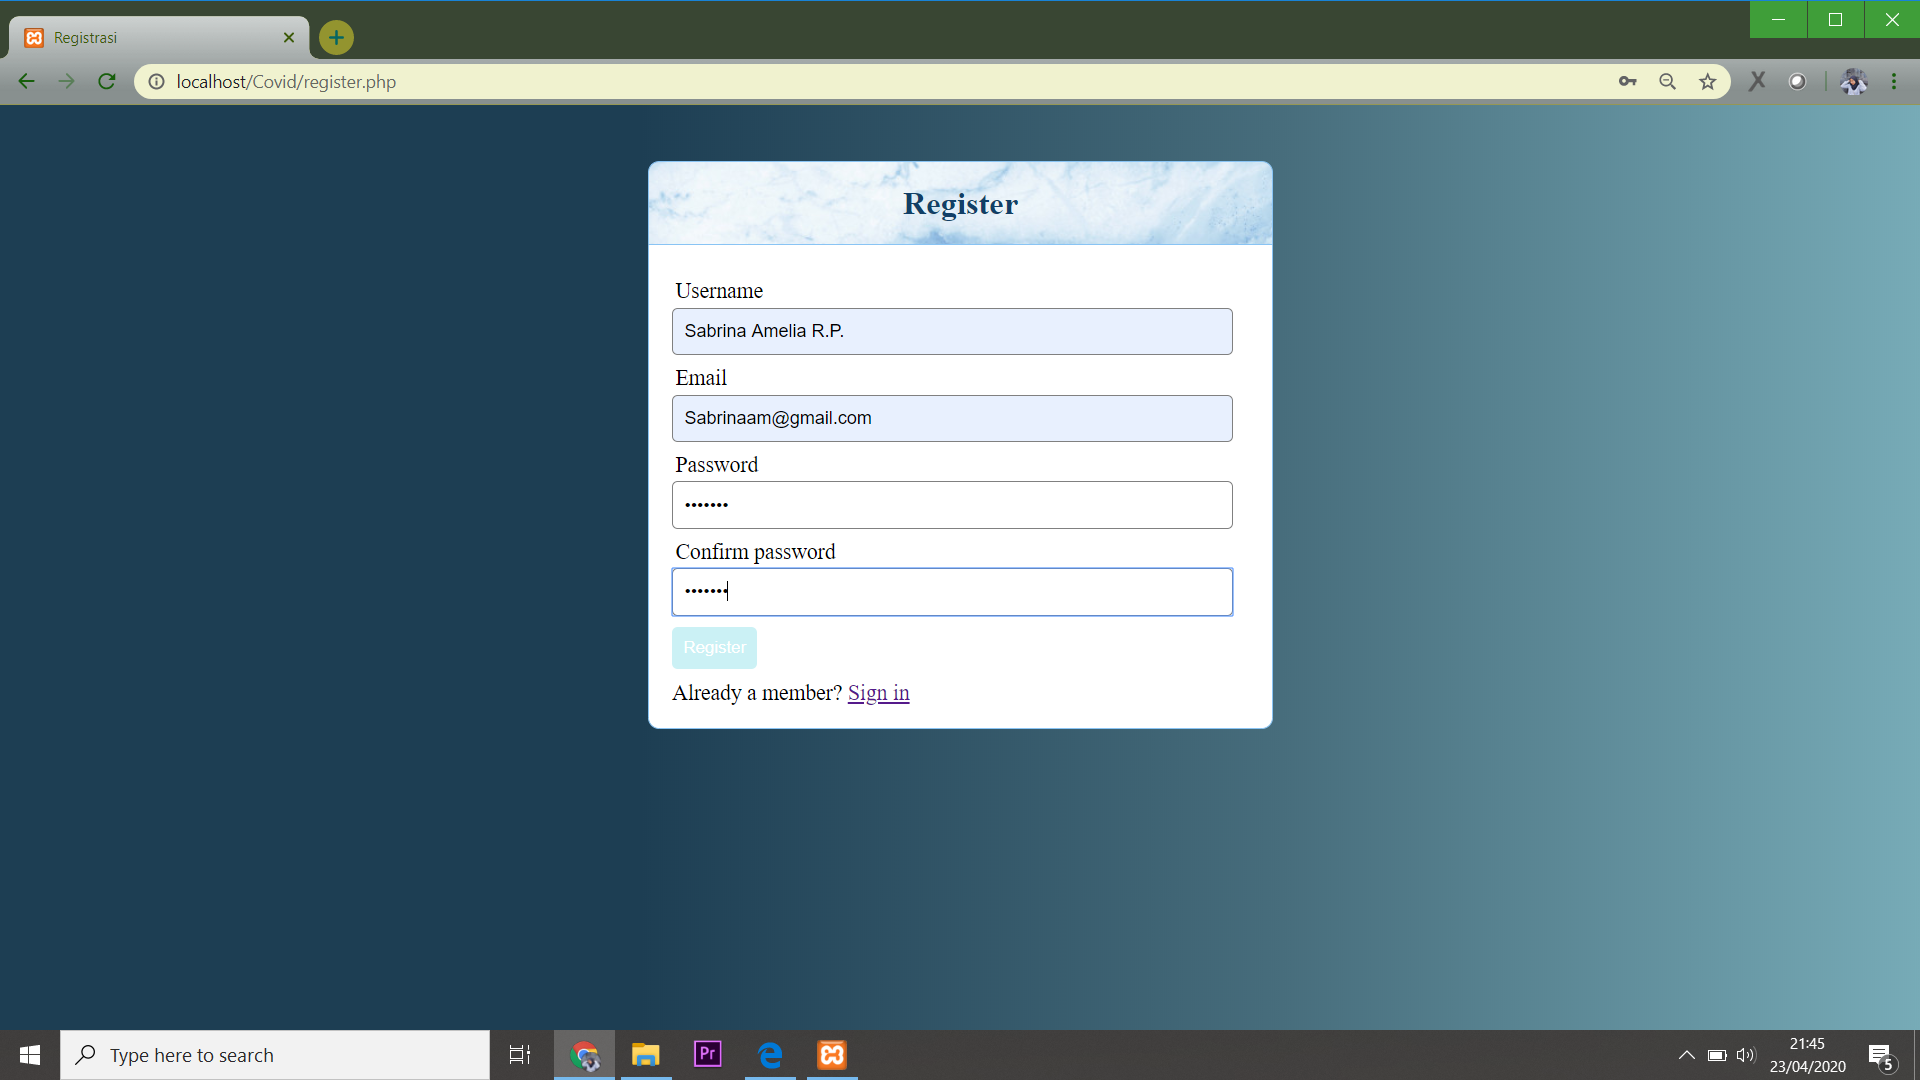 Registrasi
localhost/Covid/register.php
Register
Username
Sabrina Amelia R.P.
Email
Sabrinaam@gmail.com
Password
•••••••
Confirm password
•••••••
Register
Already a member? Sign in
Type here to search
Pr
21:45
23/04/2020
5